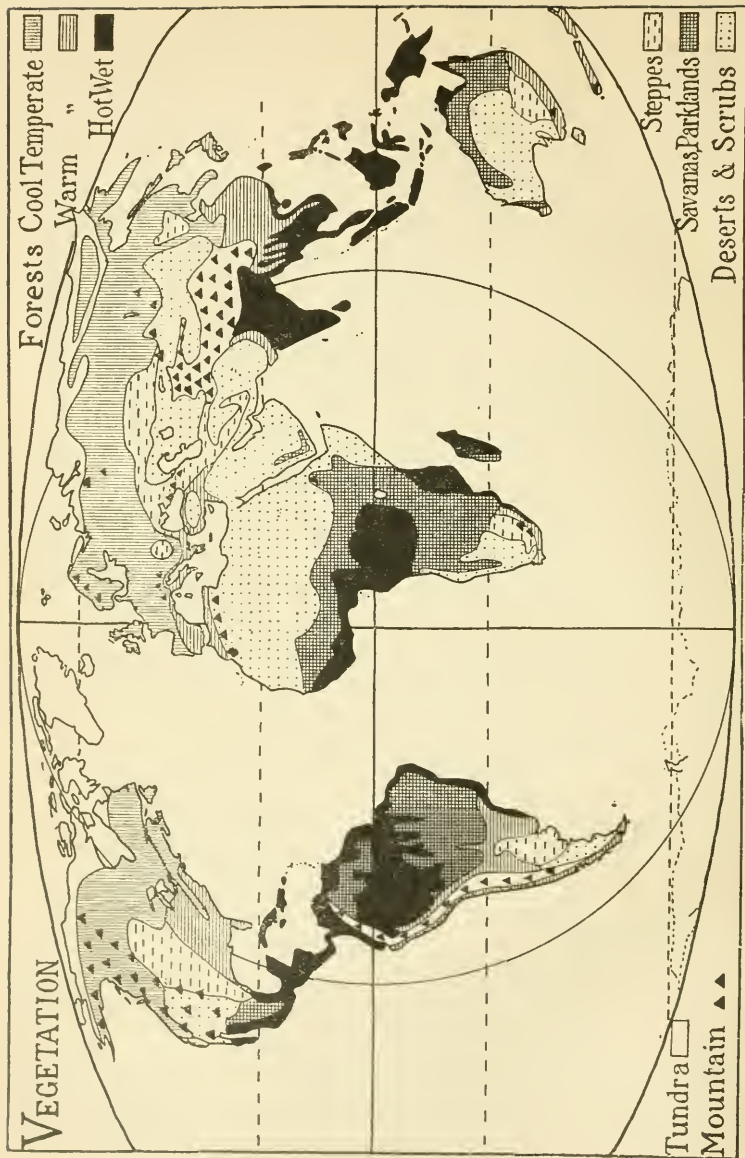 VEGETATION
Forests Cool Temperate
Warm "
Hot Wet
Tundra
Mountain
Steppes
Savanas, Parklands
Deserts & Scrubs